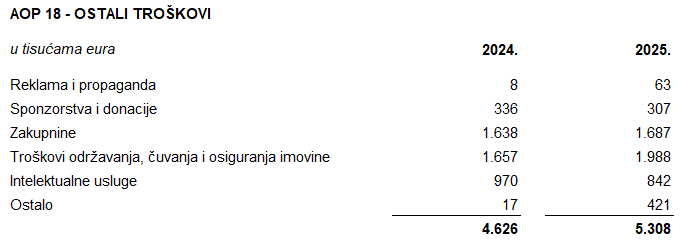 AOP 18 - OSTALI TROŠKOVI
u tisućama eura 2024. 2025.
Reklama i propaganda 8 63
Sponzorstva i donacije 336 307
Zakupnine 1.638 1.687
Troškovi održavanja, čuvanja i osiguranja imovine 1.657 1.988
Intelektualne usluge 970 842
Ostalo 17 421
4.626 5.308